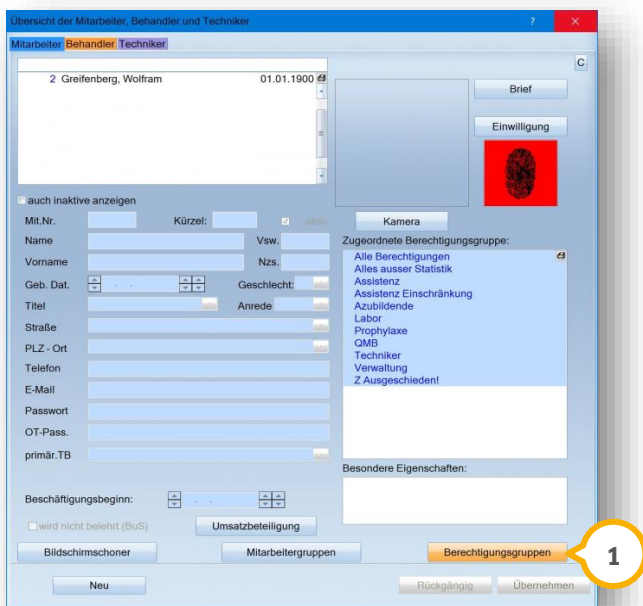 Übersicht der Mitarbeiter, Behandler und Techniker ? ×
Mitarbeiter Behandler Techniker
C
2 Greifenberg, Wolfram 01.01.1900
Brief
Einwilligung
auch inaktive anzeigen
Mit.Nr. Kürzel: aktiv Kamera
Name Vsw. Zugeordnete Berechtigungsgruppe:
Vorname Nzs.
Geb. Dat. . . Geschlecht:
Titel Anrede
Straße
PLZ - Ort
Telefon
E-Mail
Passwort
OT-Pass.
primär.TB
Alle Berechtigungen
Alles ausser Statistik
Assistenz
Assistenz Einschränkung
Azubildende
Labor
Prophylaxe
QMB
Techniker
Verwaltung
Z Ausgeschieden!
Besondere Eigenschaften:
Beschäftigungsbeginn: . .
wird nicht belehrt (BuS) Umsatzbeteiligung
Bildschirmschoner Mitarbeitergruppen Berechtigungsgruppen 1
Neu Rückgängig Übernehmen